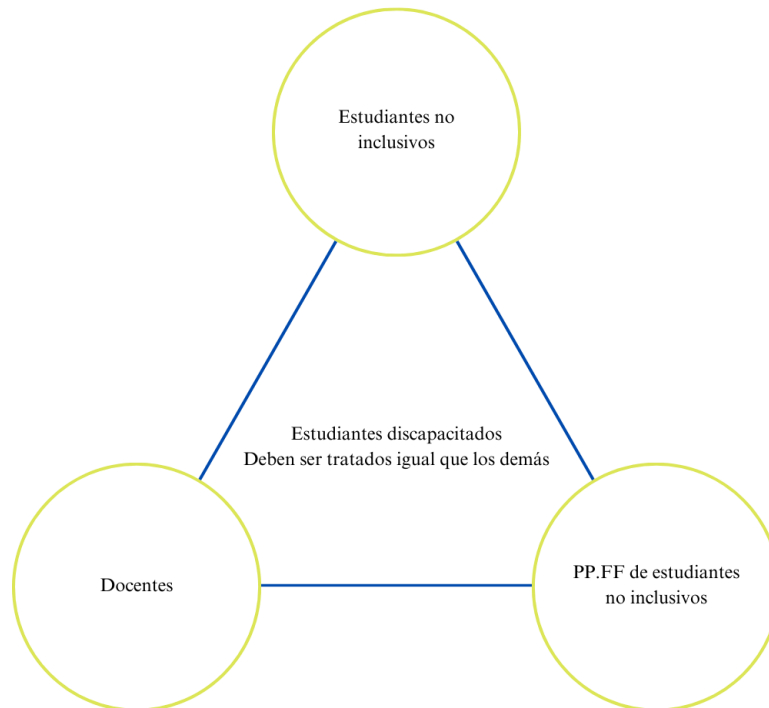 Estudiantes no
inclusivos
Estudiantes discapacitados
Deben ser tratados igual que los demás
Docentes
PP.FF de estudiantes
no inclusivos